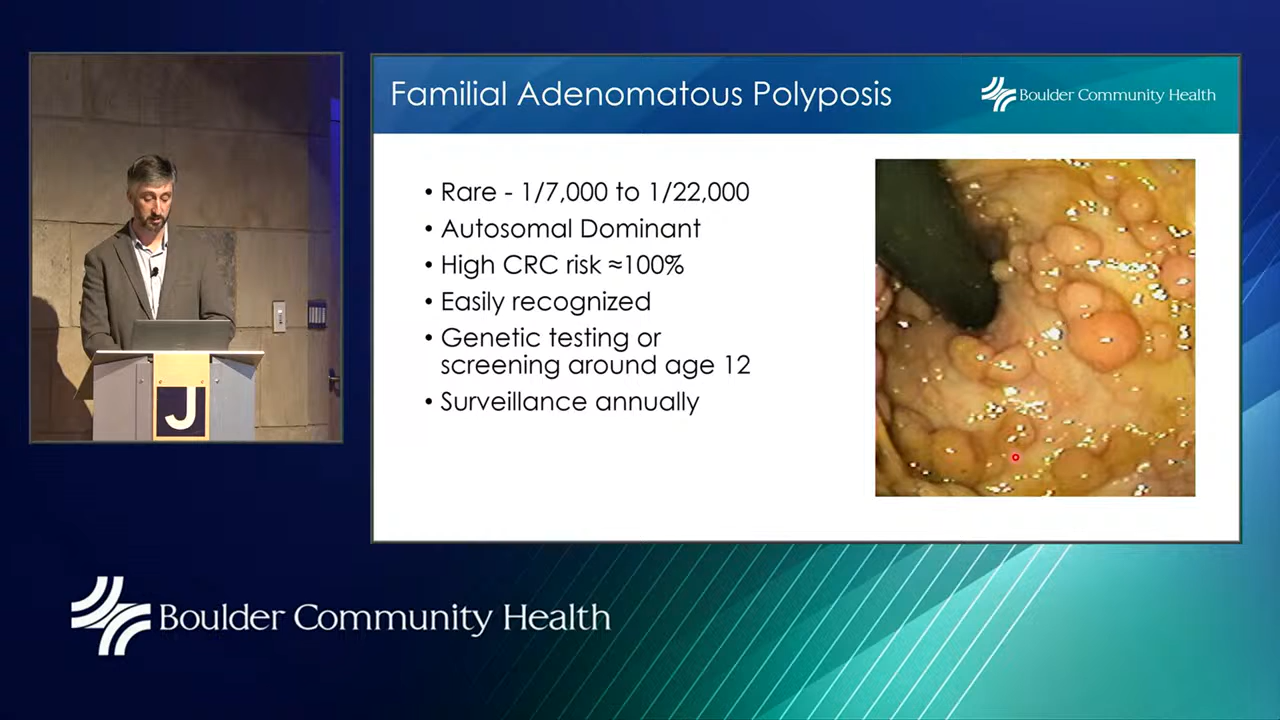 Familial Adenomatous Polyposis
Boulder Community Health
• Rare - 1/7,000 to 1/22,000
• Autosomal Dominant
• High CRC risk ≈100%
• Easily recognized
• Genetic testing or
screening around age 12
• Surveillance annually
J
Boulder Community Health